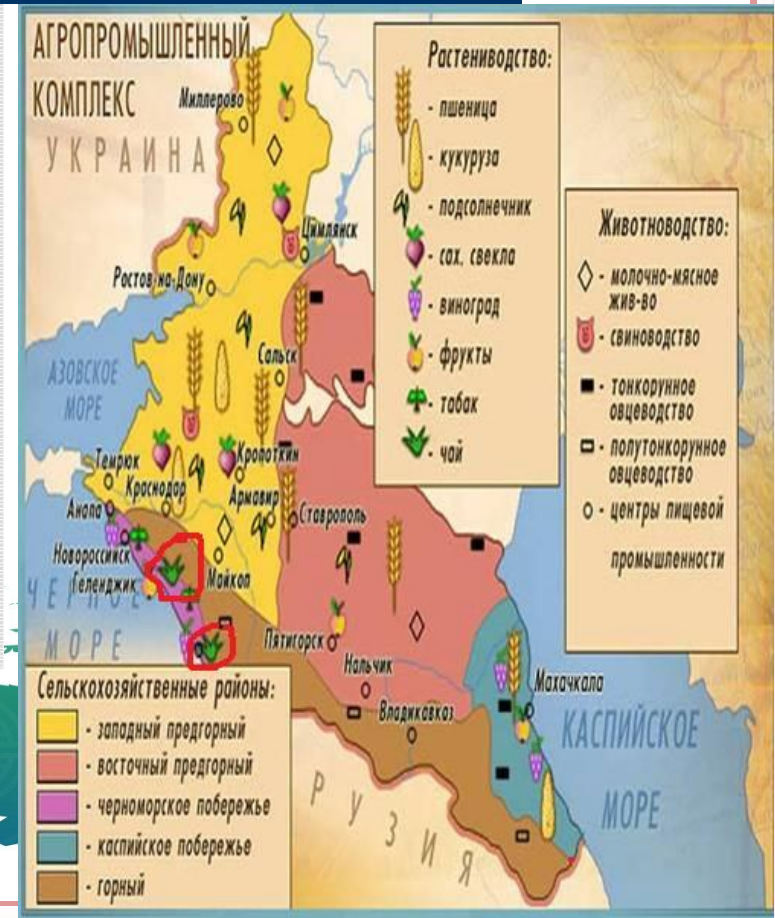 АГРОПРОМЫШЛЕННЫЙ
КОМПЛЕКС
УКРАИНА
Миллерово
Цимлянск
Ростов-на-Дону
Сальск
АЗОВСКОЕ
МОРЕ
Темрюк
Кропоткин
Краснодар
Армавир
Анапа
Ставрополь
Новороссийск
Геленджик
Майкоп
ЧЕРНОЕ
МОРЕ
Пятигорск
Нальчик
Владикавказ
Махачкала
КАСПИЙСКОЕ
МОРЕ
РУЗИЯ
Растениводство:
- пшеница
- кукуруза
- подсолнечник
- сах. свекла
- виноград
- фрукты
- табак
- чай
Животноводство:
- молочно-мясное
жив-во
- свиноводство
- тонкорунное
овцеводство
- полутонкорунное
овцеводство
- центры пищевой
промышленности
Сельскохозяйственные районы:
- западный предгорный
- восточный предгорный
- черноморское побережье
- каспийское побережье
- горный